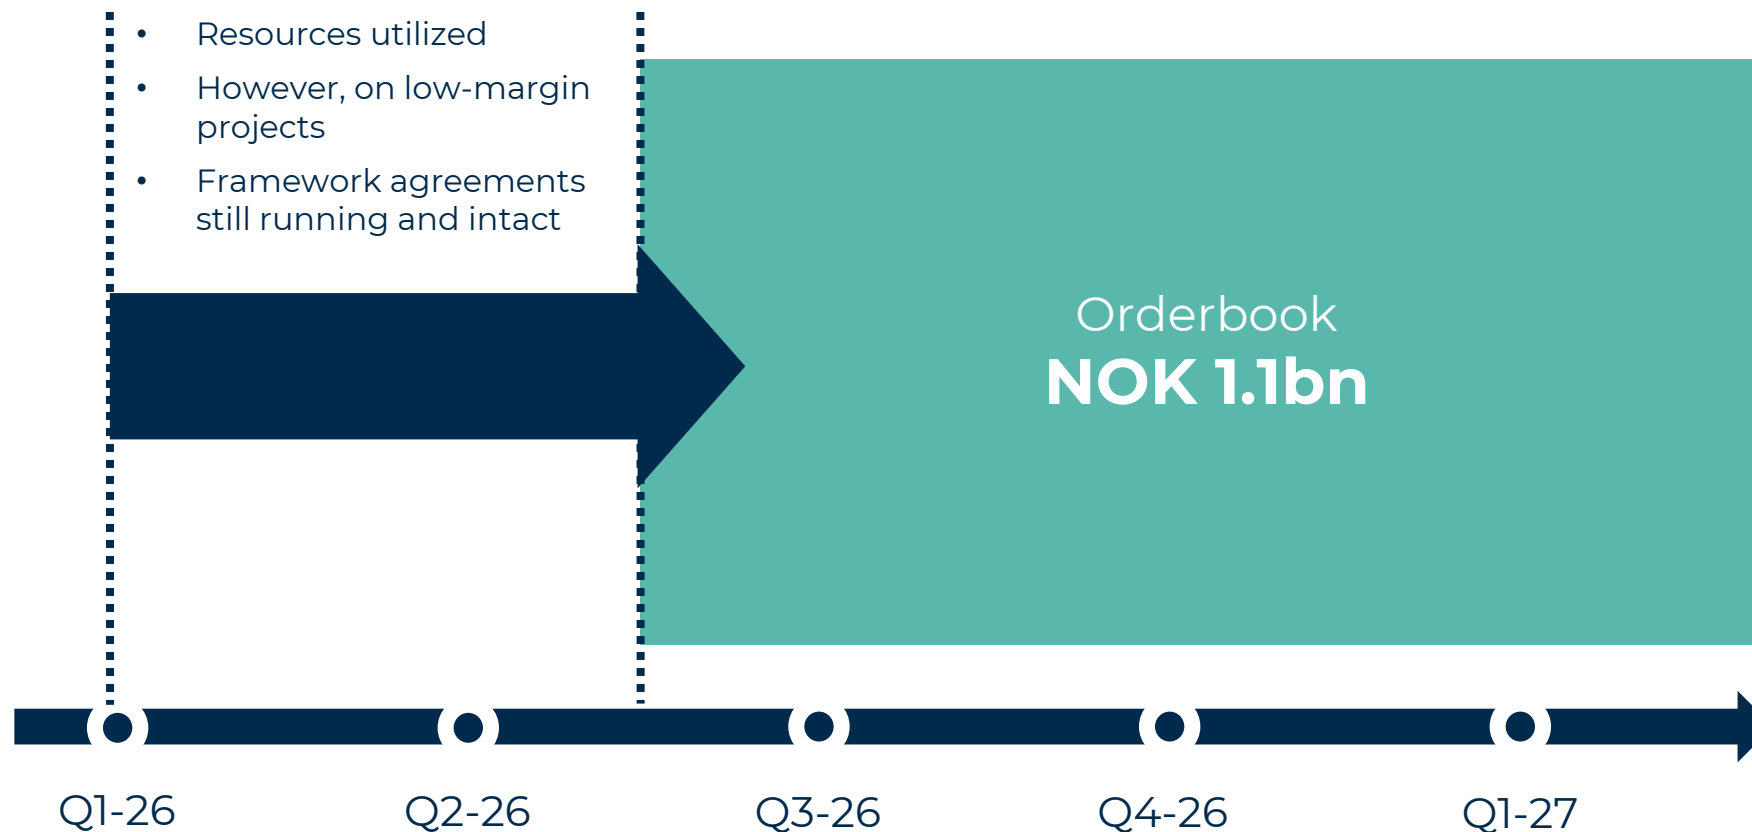 • Resources utilized
• However, on low-margin
projects
• Framework agreements
still running and intact
Orderbook
NOK 1.1bn
Q1-26
Q2-26
Q3-26
Q4-26
Q1-27